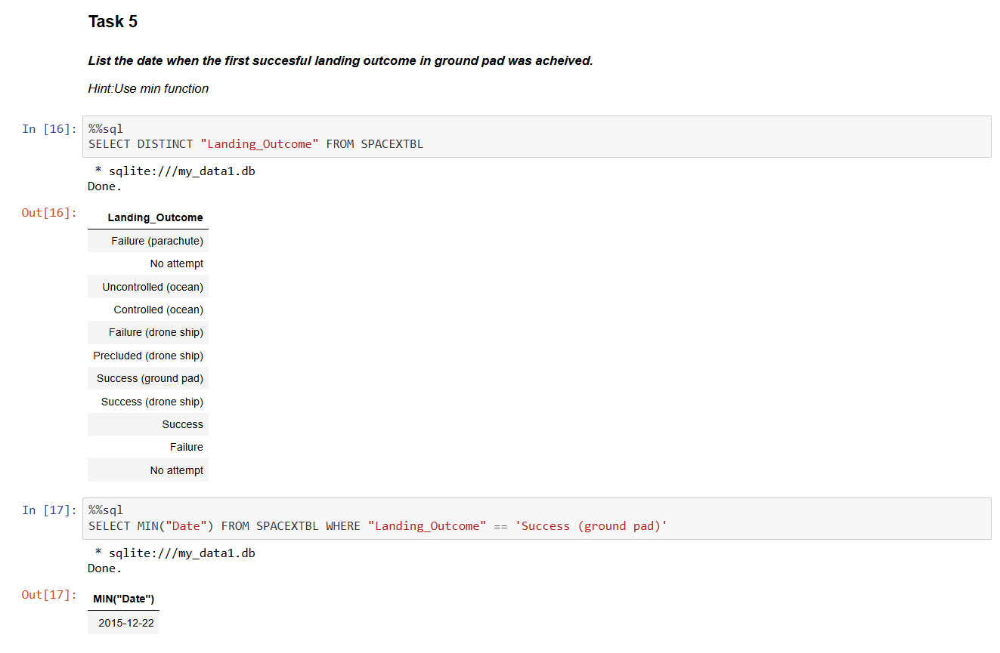 Task 5
List the date when the first succesful landing outcome in ground pad was acheived.
Hint:Use min function
In [16]:
%%sql
SELECT DISTINCT "Landing_Outcome" FROM SPACEXTBL
* sqlite:///my_data1.db
Done.
Out[16]:
Landing_Outcome
Failure (parachute)
No attempt
Uncontrolled (ocean)
Controlled (ocean)
Failure (drone ship)
Precluded (drone ship)
Success (ground pad)
Success (drone ship)
Success
Failure
No attempt
In [17]:
%%sql
SELECT MIN("Date") FROM SPACEXTBL WHERE "Landing_Outcome" == 'Success (ground pad)'
* sqlite:///my_data1.db
Done.
Out[17]:
MIN("Date")
2015-12-22